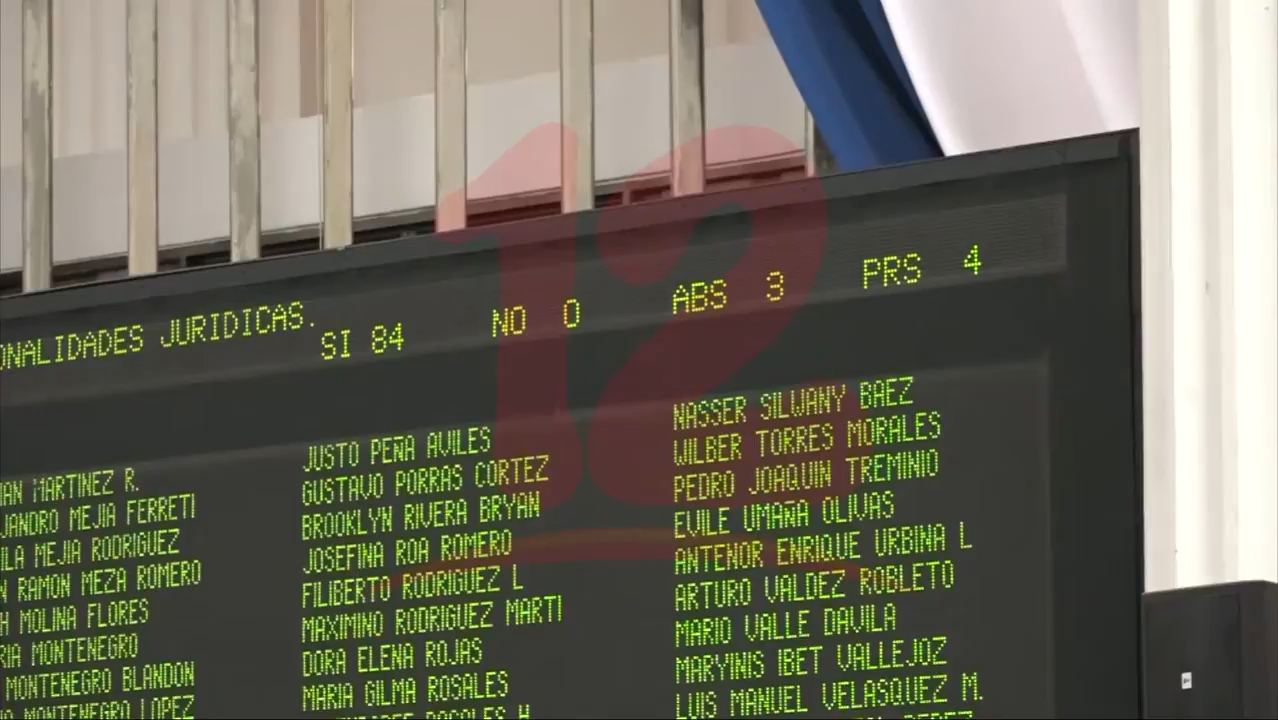 JURIDICAS.
SI 84 NO 0 ABS 3 PRS 4
MARTINEZ R.
MEJIA FERRETI
MEJIA RODRIGUEZ
RAMON MEZA ROMERO
MOLINA FLORES
MONTENEGRO
MONTENEGRO BLANDON
MONTENEGRO LOPEZ
JUSTO PEÑA AVILES
GUSTAVO PORRAS CORTEZ
BROOKLYN RIVERA BRYAN
JOSEFINA ROA ROMERO
FILIBERTO RODRIGUEZ L
MAXIMINO RODRIGUEZ MARTI
DORA ELENA ROJAS
MARIA GILMA ROSALES
NASSER SILWANY BAEZ
WILBER TORRES MORALES
PEDRO JOAQUIN TREMINIO
EVILE UMAÑA OLIVAS
ANTENOR ENRIQUE URBINA L
ARTURO VALDEZ ROBLETO
MARIO VALLE DAVILA
MARYINIS IBET VALLEJOZ
LUIS MANUEL VELASQUEZ M.
12